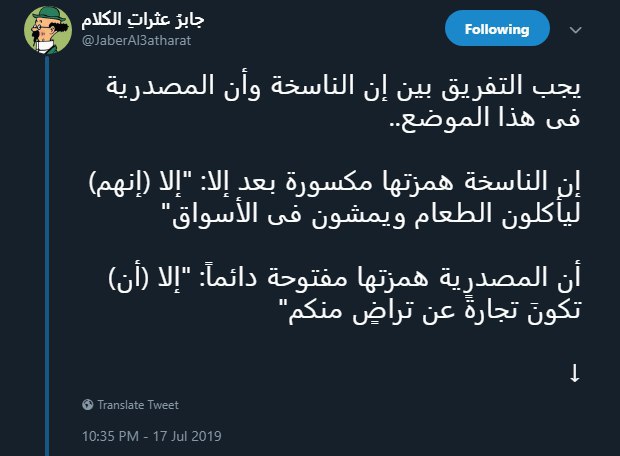 جابرُ عثراتِ الكلام
@JaberAl3atharat
Following
يجب التفريق بين إن الناسخة وأن المصدرية
فى هذا الموضع..
إن الناسخة همزتها مكسورة بعد إلا: "إلا (إنهم)
ليأكلون الطعام ويمشون فى الأسواق"
أن المصدرية همزتها مفتوحة دائماً: "إلا (أن)
تكونَ تجارةً عن تراضٍ منكم"
↓
Translate Tweet
10:35 PM - 17 Jul 2019